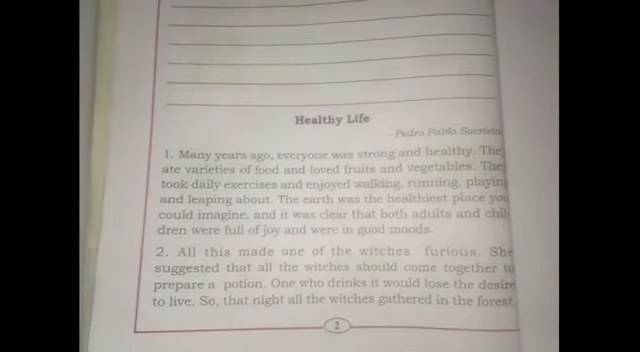 Healthy Life
- Pedro Pablo Sacrista
1. Many years ago, everyone was strong and healthy. The
ate varieties of food and loved fruits and vegetables. The
took daily exercises and enjoyed walking, running, playing
and leaping about. The earth was the healthiest place you
could imagine, and it was clear that both adults and chil
dren were full of joy and were in good moods.
2. All this made one of the witches furious. She
suggested that all the witches should come together to
prepare a potion. One who drinks it would lose the desire
to live. So, that night all the witches gathered in the forest
2